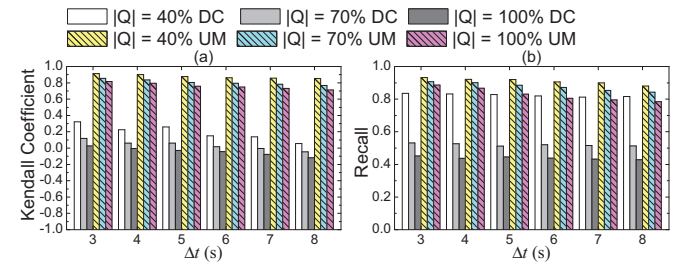 |Q| = 40% DC |Q| = 70% DC |Q| = 100% DC
|Q| = 40% UM |Q| = 70% UM |Q| = 100% UM
(a) (b)
Kendall Coefficient
1.0
0.8
0.6
0.4
0.2
0.0
-0.2
-0.4
-0.6
-0.8
-1.0
3 4 5 6 7 8
Δt (s)
Recall
1.0
0.8
0.6
0.4
0.2
0.0
3 4 5 6 7 8
Δt (s)